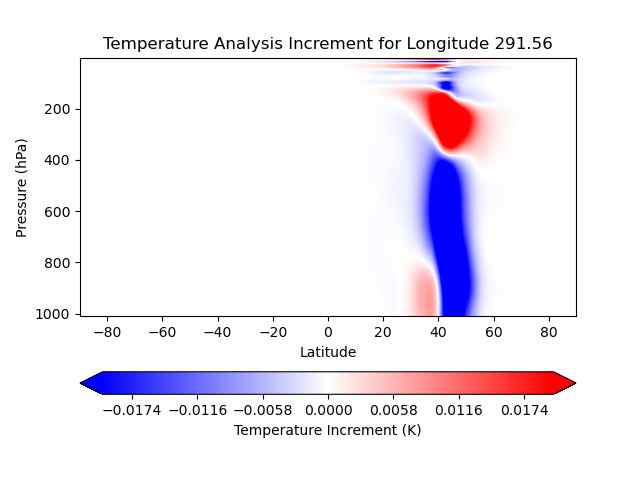 Temperature Analysis Increment for Longitude 291.56
Pressure (hPa)
200
400
600
800
1000
−80 −60 −40 −20 0 20 40 60 80
Latitude
−0.0174 −0.0116 −0.0058 0.0000 0.0058 0.0116 0.0174
Temperature Increment (K)